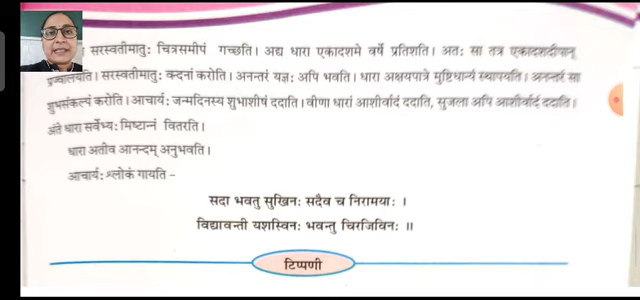 सरस्वतीमातुः चित्रसमीपं गच्छति। अद्य धारा एकादशमे वर्षे प्रतिशति। अतः सा तत्र एकादशदीपान्
प्रज्वालयति। सरस्वतीमातुः वन्दनां करोति। अनन्तरं यज्ञः अपि भवति। धारा अक्षयपात्रे मुष्टिधान्यं स्थापयति। अनन्तरं सा
शुभसंकल्पं करोति। आचार्यः जन्मदिनस्य शुभाशीषं ददाति। वीणा धारां आशीर्वादं ददाति, सुजला अपि आशीर्वादं ददाति।
अंते धारा सर्वेभ्यः मिष्टान्नं वितरति।
धारा अतीव आनन्दम् अनुभवति।
आचार्यः श्लोकं गायति -
सदा भवतु सुखिनः सदैव च निरामयाः ।
विद्यावन्ती यशस्विनः भवन्तु चिरजिविनः ॥
टिप्पणी